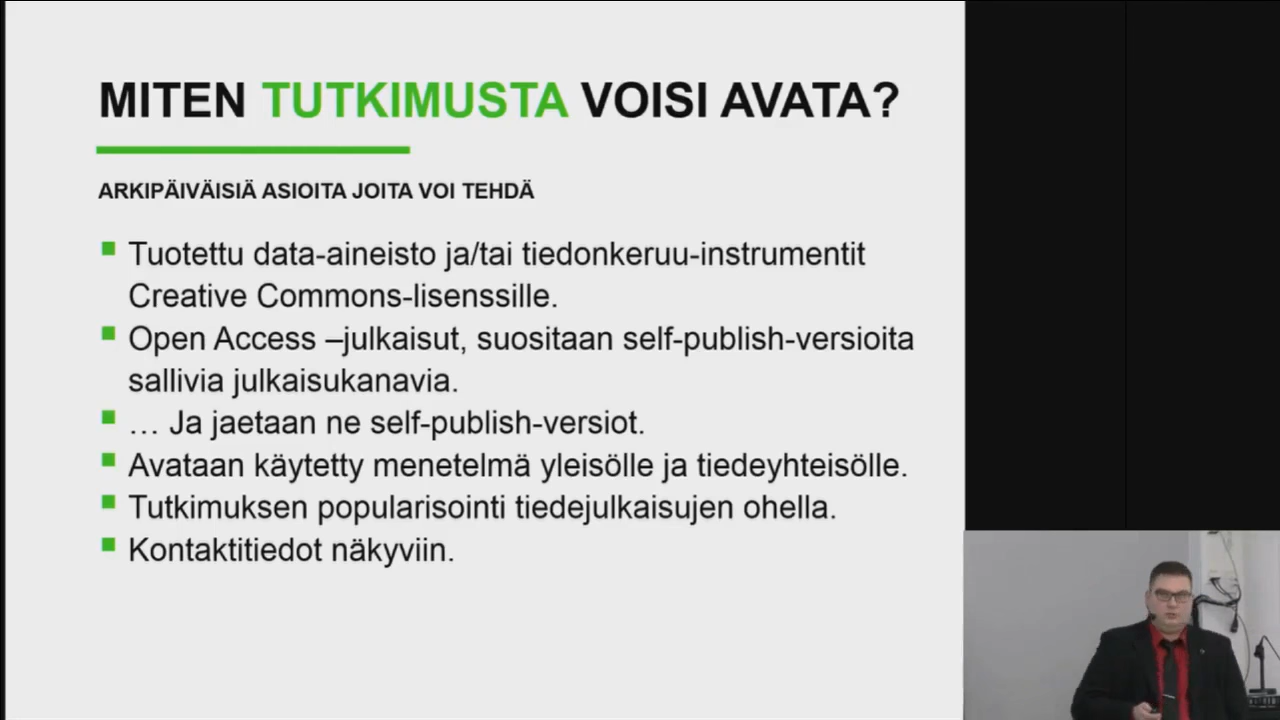 MITEN TUTKIMUSTA VOISI AVATA?
ARKIPÄIVÄISIÄ ASIOITA JOITA VOI TEHDÄ
Tuotettu data-aineisto ja/tai tiedonkeruu-instrumentit
Creative Commons-lisenssille.
Open Access –julkaisut, suositaan self-publish-versioita
sallivia julkaisukanavia.
… Ja jaetaan ne self-publish-versiot.
Avataan käytetty menetelmä yleisölle ja tiedeyhteisölle.
Tutkimuksen popularisointi tiedejulkaisujen ohella.
Kontaktitiedot näkyviin.